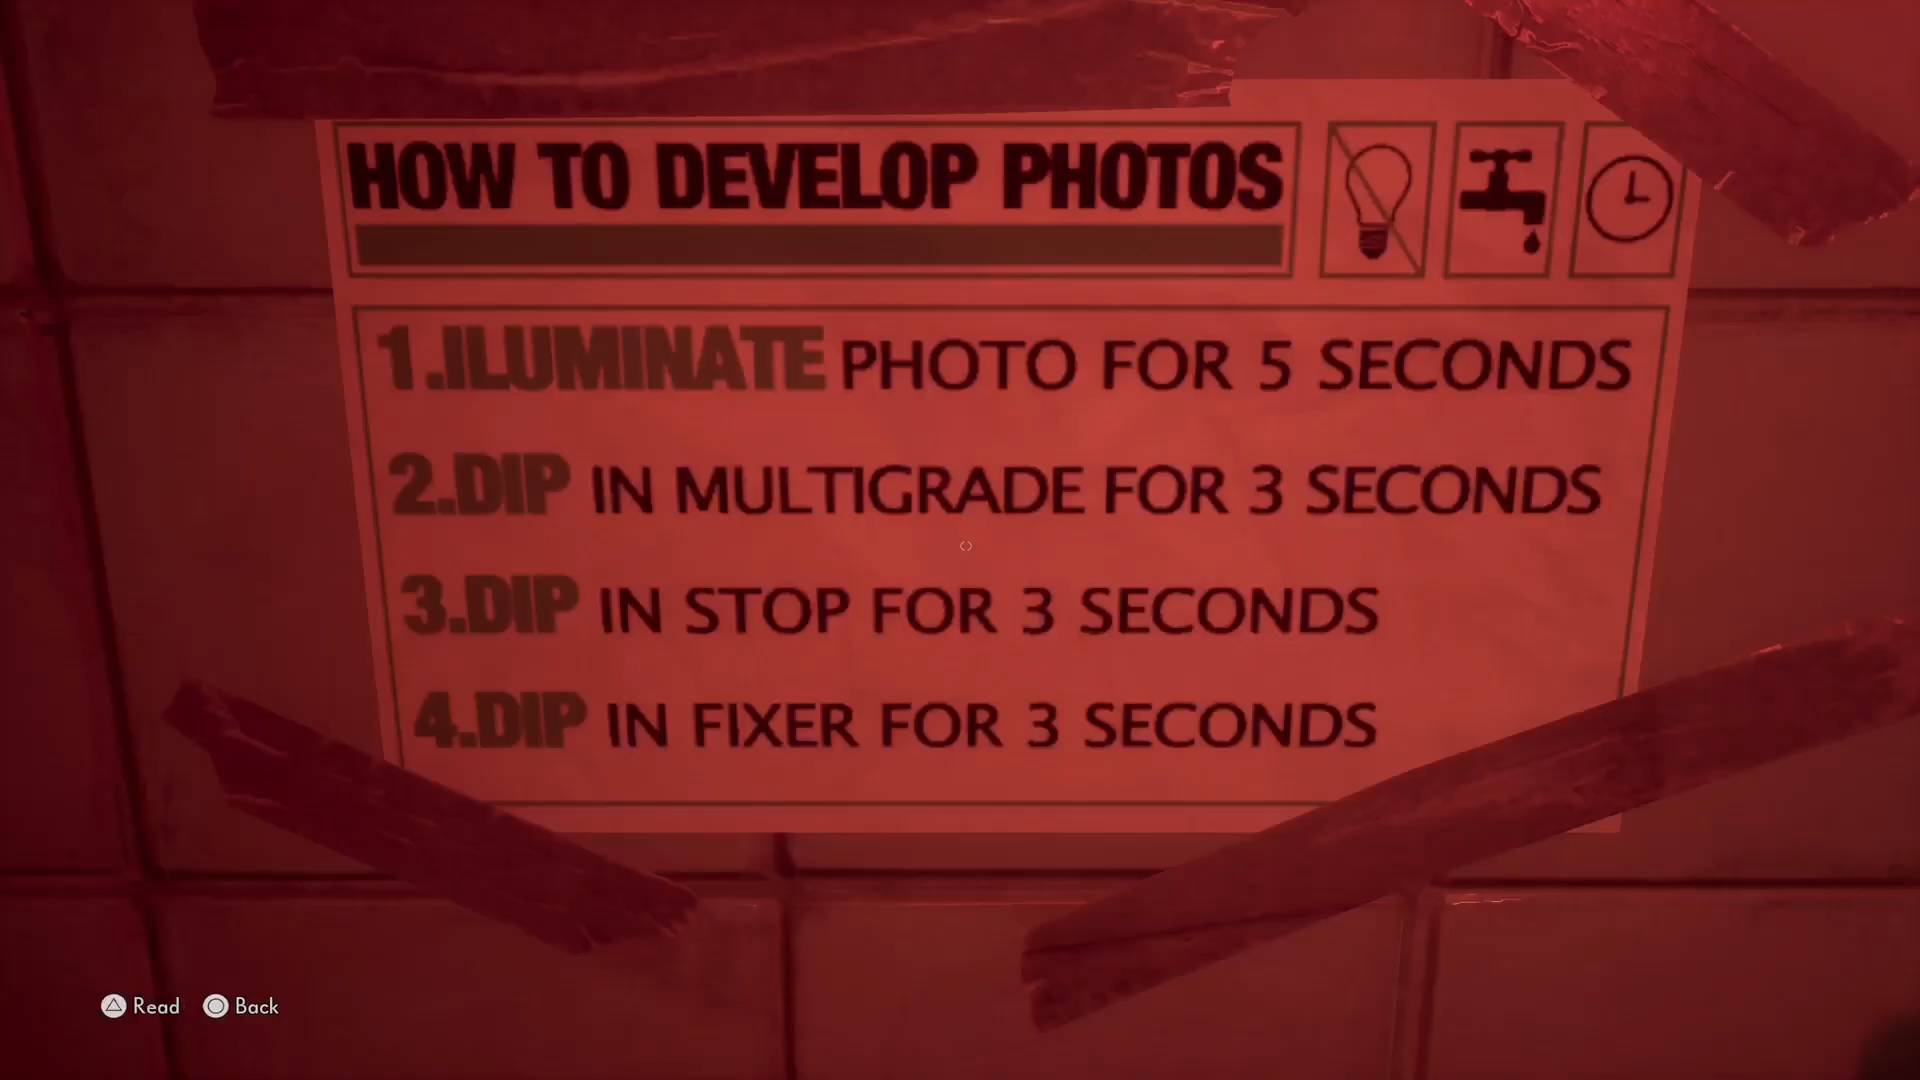 HOW TO DEVELOP PHOTOS
1.ILUMINATE PHOTO FOR 5 SECONDS
2.DIP IN MULTIGRADE FOR 3 SECONDS
3.DIP IN STOP FOR 3 SECONDS
4.DIP IN FIXER FOR 3 SECONDS
Read Back